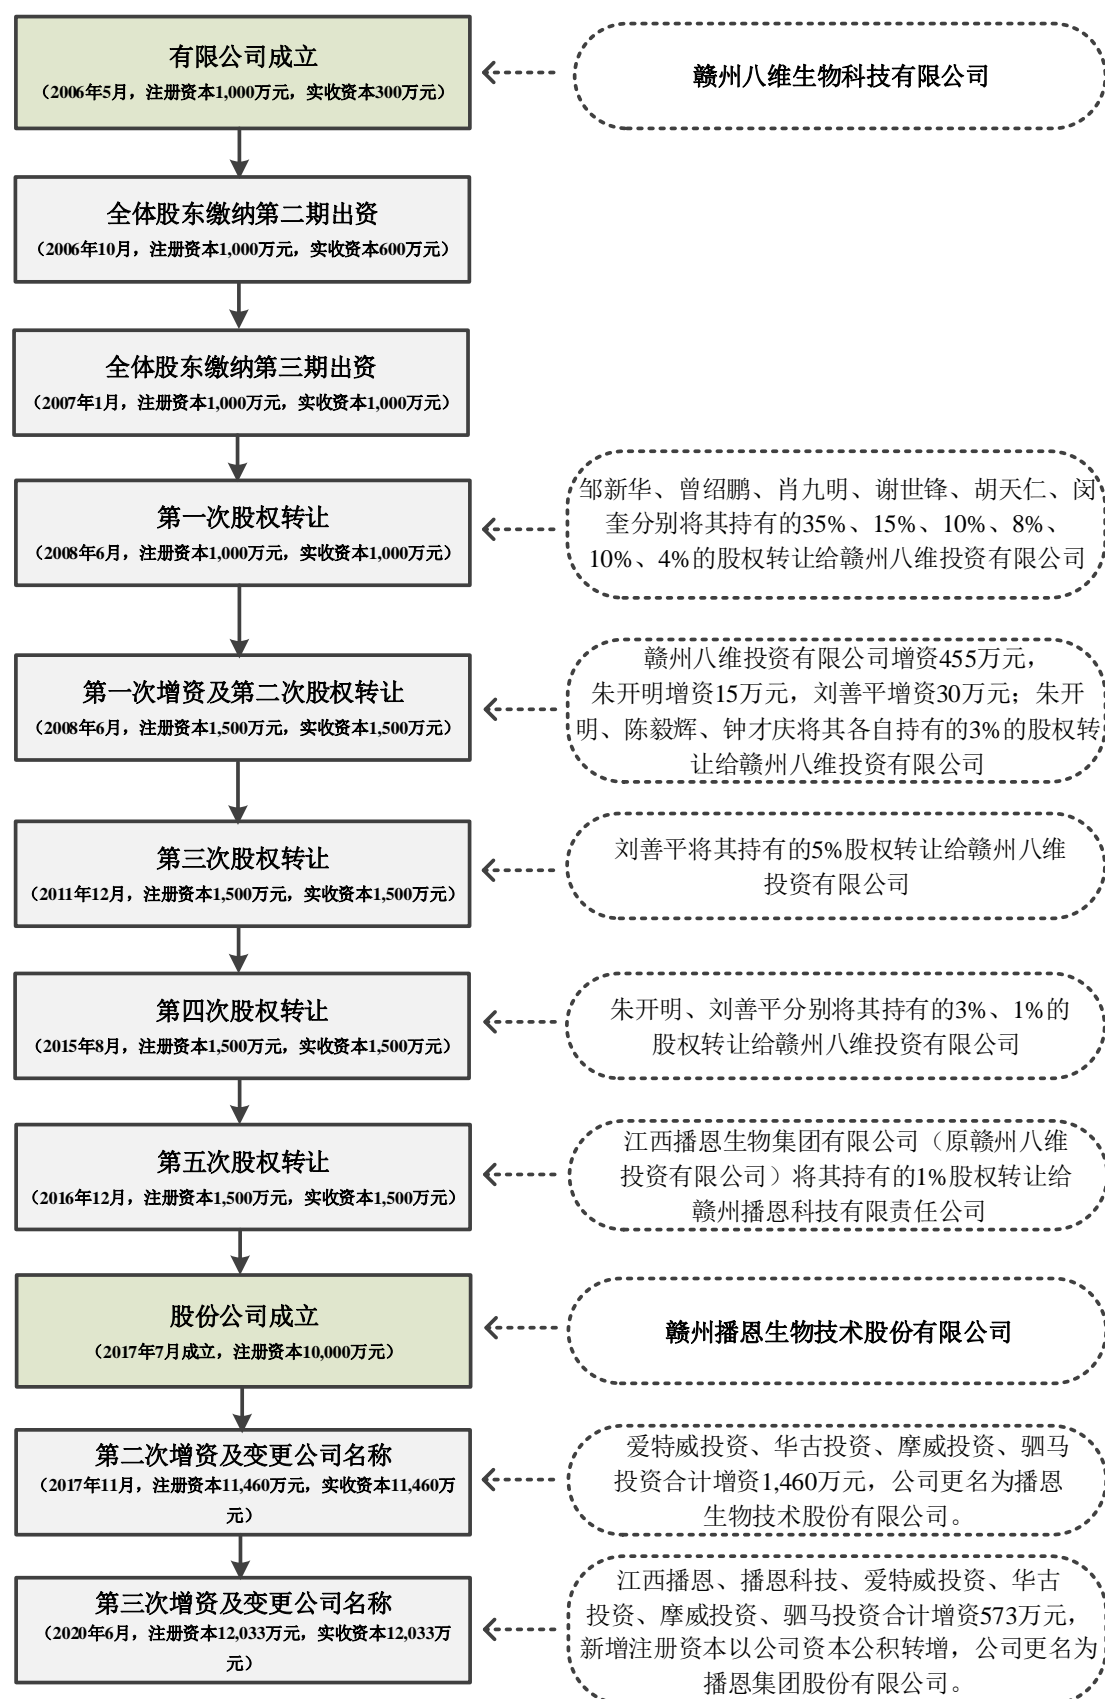 有限公司成立
（2006年5月，注册资本1,000万元，实收资本300万元）
赣州八维生物科技有限公司
全体股东缴纳第二期出资
（2006年10月，注册资本1,000万元，实收资本600万元）
全体股东缴纳第三期出资
（2007年1月，注册资本1,000万元，实收资本1,000万元）
第一次股权转让
（2008年6月，注册资本1,000万元，实收资本1,000万元）
邹新华、曾绍鹏、肖九明、谢世锋、胡天仁、闵
奎分别将其持有的35%、15%、10%、8%、
10%、4%的股权转让给赣州八维投资有限公司
第一次增资及第二次股权转让
（2008年6月，注册资本1,500万元，实收资本1,500万元）
赣州八维投资有限公司增资455万元，
朱开明增资15万元，刘善平增资30万元；朱开
明、陈毅辉、钟才庆将其各自持有的3%的股权转
让给赣州八维投资有限公司
第三次股权转让
（2011年12月，注册资本1,500万元，实收资本1,500万元）
刘善平将其持有的5%股权转让给赣州八维
投资有限公司
第四次股权转让
（2015年8月，注册资本1,500万元，实收资本1,500万元）
朱开明、刘善平分别将其持有的3%、1%的
股权转让给赣州八维投资有限公司
第五次股权转让
（2016年12月，注册资本1,500万元，实收资本1,500万元）
江西播恩生物集团有限公司（原赣州八维
投资有限公司）将其持有的1%股权转让给
赣州播恩科技有限责任公司
股份公司成立
（2017年7月成立，注册资本10,000万元）
赣州播恩生物技术股份有限公司
第二次增资及变更公司名称
（2017年11月，注册资本11,460万元，实收资本11,460万
元）
爱特威投资、华古投资、摩威投资、驷马
投资合计增资1,460万元，公司更名为播恩
生物技术股份有限公司。
第三次增资及变更公司名称
（2020年6月，注册资本12,033万元，实收资本12,033万
元）
江西播恩、播恩科技、爱特威投资、华古
投资、摩威投资、驷马投资合计增资573万元，
新增注册资本以公司资本公积转增，公司更名为
播恩集团股份有限公司。